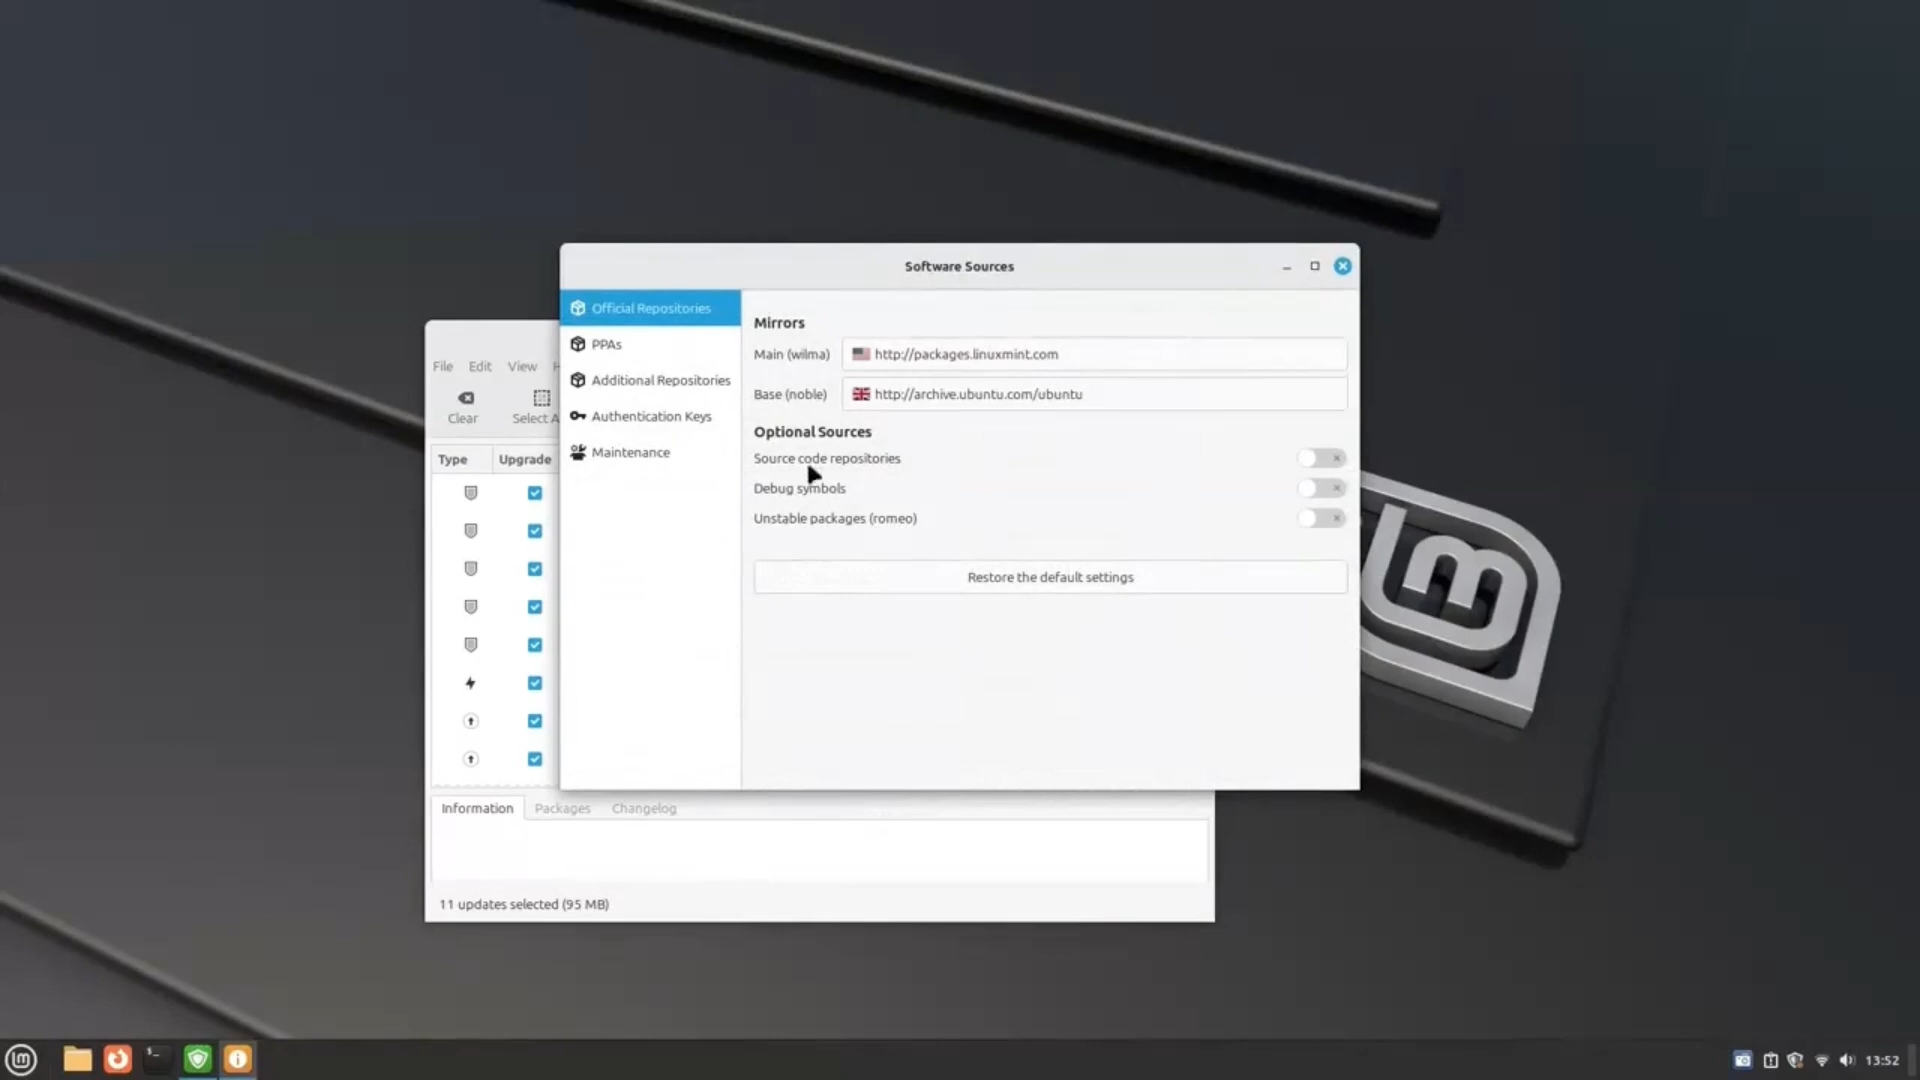 Software Sources
Official Repositories
PPAs
Additional Repositories
Authentication Keys
Maintenance
Mirrors
Main (wilma) http://packages.linuxmint.com
Base (noble) http://archive.ubuntu.com/ubuntu
Optional Sources
Source code repositories
Debug symbols
Unstable packages (romeo)
Restore the default settings
File Edit View H
Clear Select A
Type Upgrade
Information Packages Changelog
11 updates selected (95 MB)
13:52